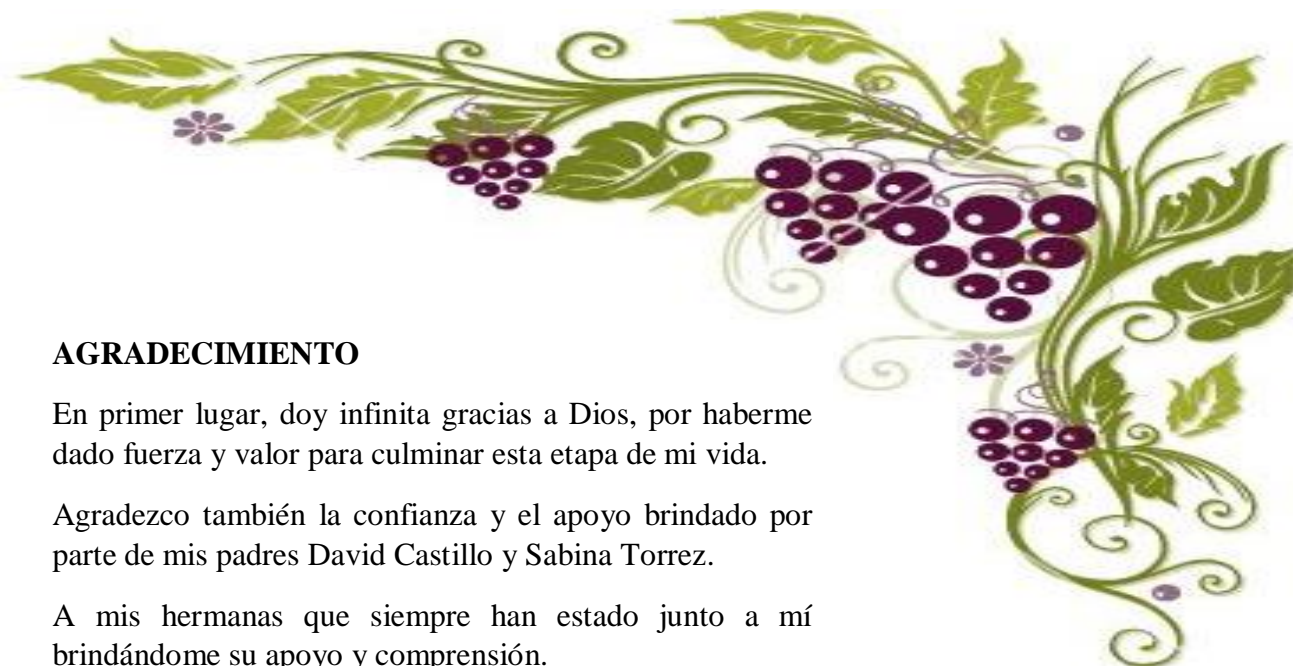 AGRADECIMIENTO
En primer lugar, doy infinita gracias a Dios, por haberme
dado fuerza y valor para culminar esta etapa de mi vida.
Agradezco también la confianza y el apoyo brindado por
parte de mis padres David Castillo y Sabina Torrez.
A mis hermanas que siempre han estado junto a mí
brindándome su apoyo y comprensión.